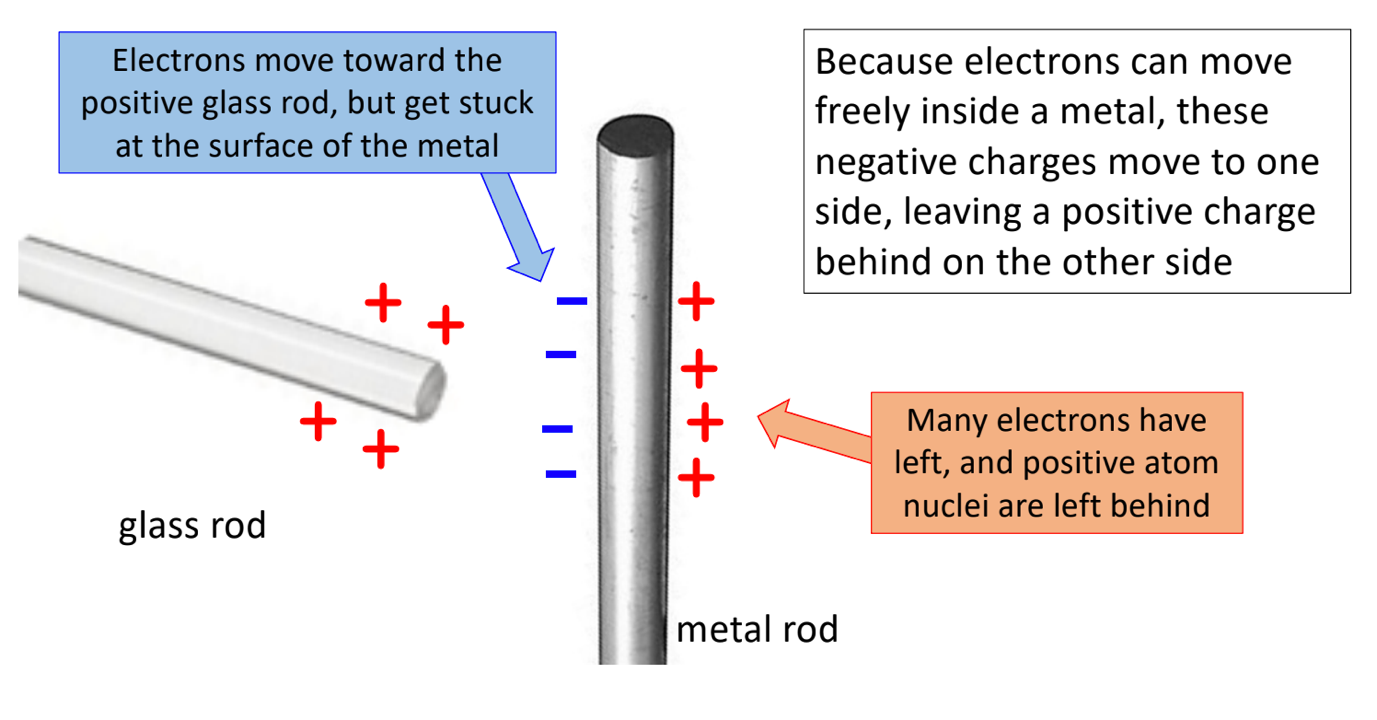 Electrons move toward the
positive glass rod, but get stuck
at the surface of the metal
Because electrons can move
freely inside a metal, these
negative charges move to one
side, leaving a positive charge
behind on the other side
Many electrons have
left, and positive atom
nuclei are left behind
glass rod
metal rod